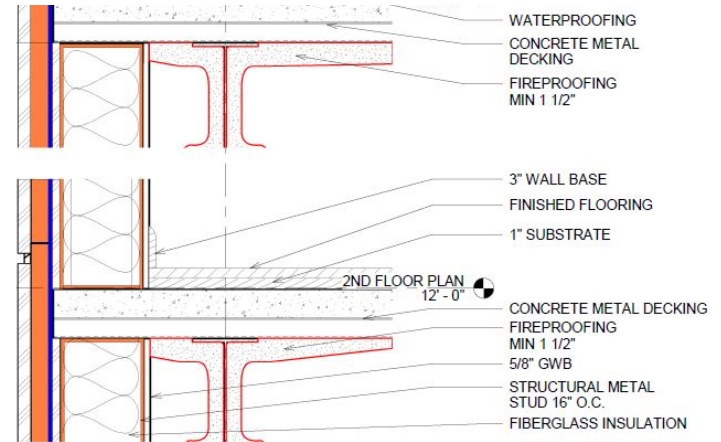 WATERPROOFING
CONCRETE METAL
DECKING
FIREPROOFING
MIN 1 1/2"
3" WALL BASE
FINISHED FLOORING
1" SUBSTRATE
2ND FLOOR PLAN
12' - 0"
CONCRETE METAL DECKING
FIREPROOFING
MIN 1 1/2"
5/8" GWB
STRUCTURAL METAL
STUD 16" O.C.
FIBERGLASS INSULATION